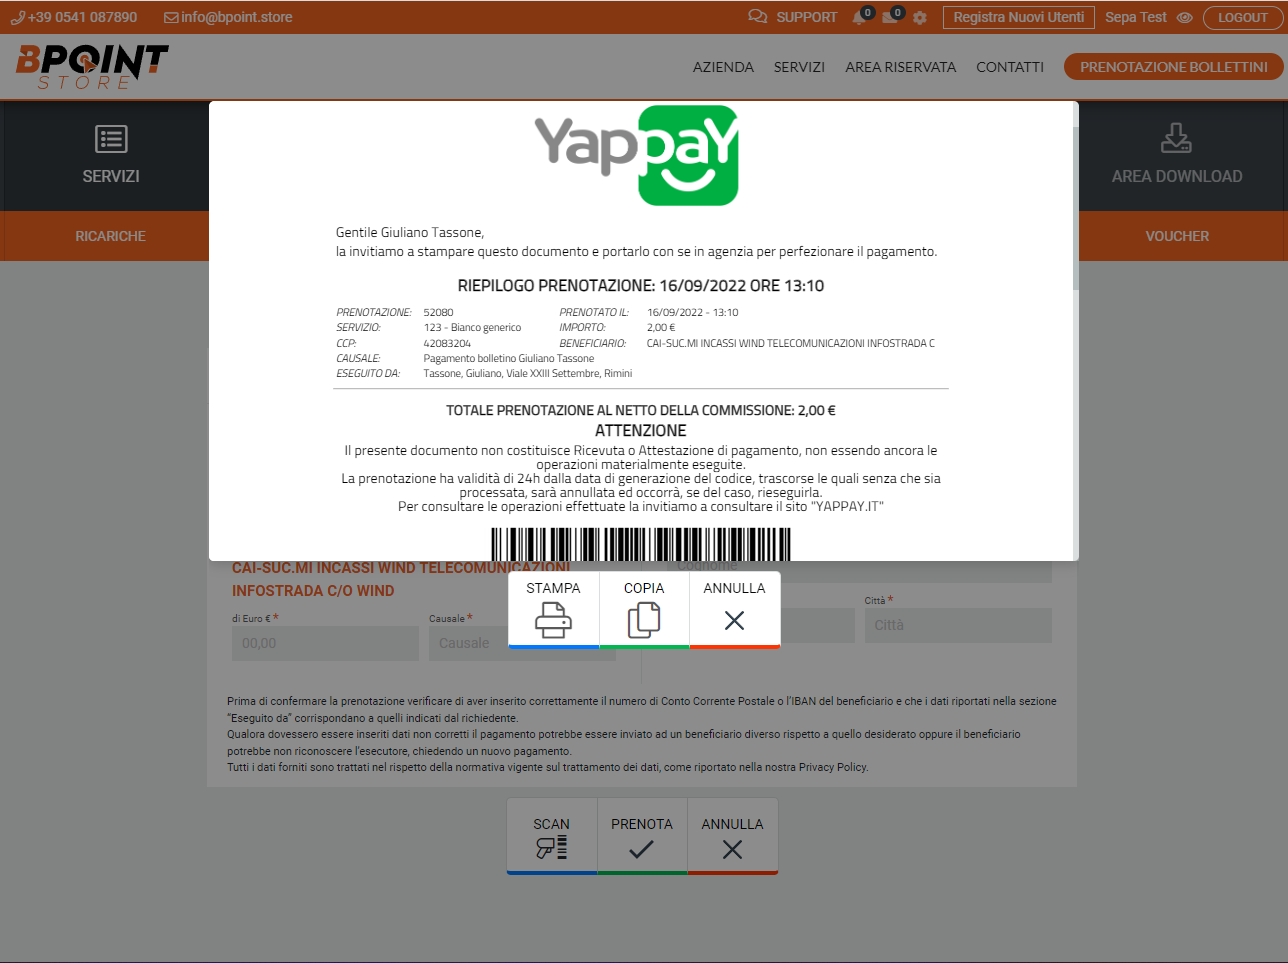 +39 0541 087890
info@bpoint.store
SUPPORT
0
0
Registra Nuovi Utenti
Sepa Test
LOGOUT
BPOINT
STORE
AZIENDA
SERVIZI
AREA RISERVATA
CONTATTI
PRENOTAZIONE BOLLETTINI
SERVIZI
AREA DOWNLOAD
RICARICHE
VOUCHER
Yappay
Gentile Giuliano Tassone,
la invitiamo a stampare questo documento e portarlo con se in agenzia per perfezionare il pagamento.
RIEPILOGO PRENOTAZIONE: 16/09/2022 ORE 13:10
PRENOTAZIONE: 52080 PRENOTATO IL: 16/09/2022 - 13:10
SERVIZIO: 123 - Bianco generico IMPORTO: 2,00 €
CCP: 42083204 BENEFICIARIO: CAI-SUC.MI INCASSI WIND TELECOMUNICAZIONI INFOSTRADA C
CAUSALE: Pagamento bolletino Giuliano Tassone
ESEGUITO DA: Tassone, Giuliano, Viale XXIII Settembre, Rimini
TOTALE PRENOTAZIONE AL NETTO DELLA COMMISSIONE: 2,00 €
ATTENZIONE
Il presente documento non costituisce Ricevuta o Attestazione di pagamento, non essendo ancora le
operazioni materialmente eseguite.
La prenotazione ha validità di 24h dalla data di generazione del codice, trascorse le quali senza che sia
processata, sarà annullata ed occorrà, se del caso, rieseguirla.
Per consultare le operazioni effettuate la invitiamo a consultare il sito "YAPPAY.IT"
CAI-SUC.MI INCASSI WIND TELECOMUNICAZIONI
INFOSTRADA C/O WIND
Cognome
STAMPA
COPIA
ANNULLA
di Euro € *
Causale *
Città *
00,00
Causale
Città
Prima di confermare la prenotazione verificare di aver inserito correttamente il numero di Conto Corrente Postale o l'IBAN del beneficiario e che i dati riportati nella sezione
"Eseguito da" corrispondano a quelli indicati dal richiedente.
Qualora dovessero essere inseriti dati non corretti il pagamento potrebbe essere inviato ad un beneficiario diverso rispetto a quello desiderato oppure il beneficiario
potrebbe non riconoscere l'esecutore, chiedendo un nuovo pagamento.
Tutti i dati forniti sono trattati nel rispetto della normativa vigente sul trattamento dei dati, come riportato nella nostra Privacy Policy.
SCAN
PRENOTA
ANNULLA